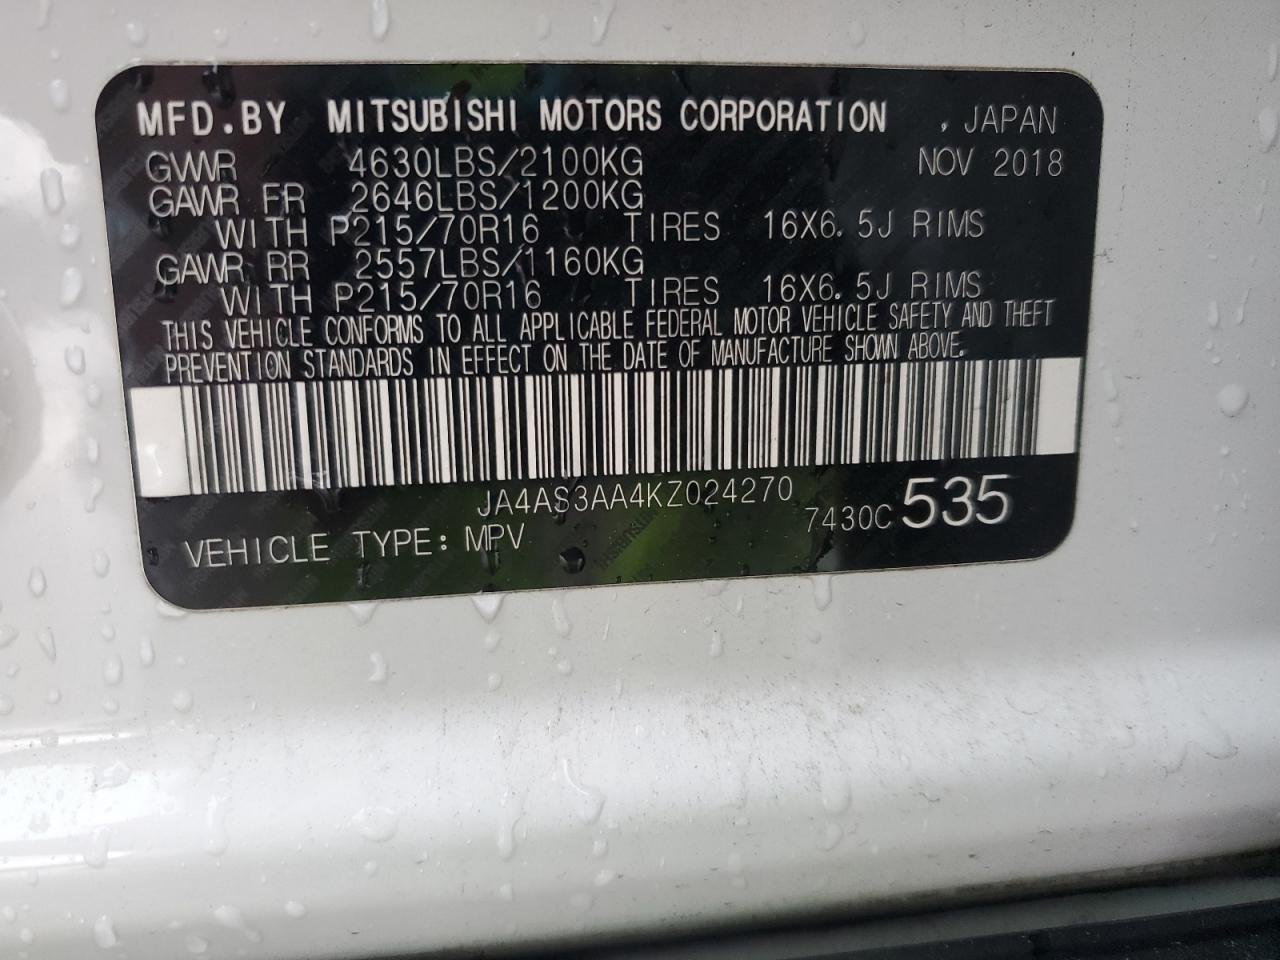 MFD.BY MITSUBISHI MOTORS CORPORATION , JAPAN
GVWR 4630LBS/2100KG NOV 2018
GAWR FR 2646LBS/1200KG
WITH P215/70R16 TIRES 16X6.5J RIMS
GAWR RR 2557LBS/1160KG
WITH P215/70R16 TIRES 16X6.5J RIMS
THIS VEHICLE CONFORMS TO ALL APPLICABLE FEDERAL MOTOR VEHICLE SAFETY AND THEFT
PREVENTION STANDARDS IN EFFECT ON THE DATE OF MANUFACTURE SHOWN ABOVE.
JA4AS3AA4KZ024270
7430C 535
VEHICLE TYPE: MPV